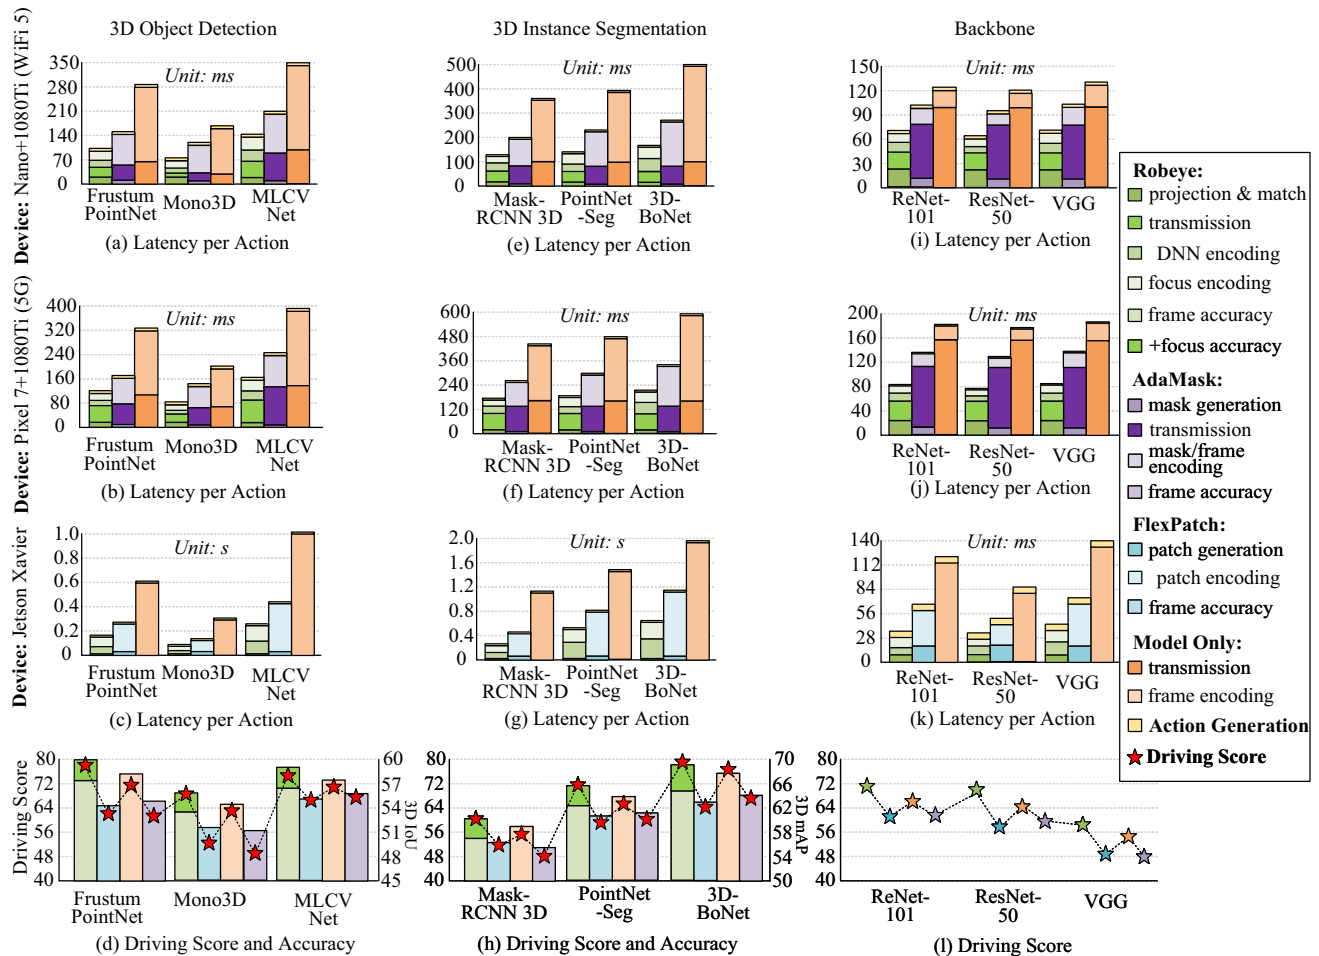 3D Object Detection
3D Instance Segmentation
Backbone
Device: Nano+1080Ti (WiFi 5)
350
280
210
140
70
0
Unit: ms
Frustum
PointNet
Mono3D
MLCV
Net
(a) Latency per Action
500
400
300
200
100
0
Unit: ms
Mask-
RCNN 3D
PointNet
-Seg
3D-
BoNet
(e) Latency per Action
150
120
90
60
30
0
Unit: ms
ReNet-
101
ResNet-
50
VGG
(i) Latency per Action
Device: Pixel 7+1080Ti (5G)
400
320
240
160
80
0
Unit: ms
Frustum
PointNet
Mono3D
MLCV
Net
(b) Latency per Action
600
480
360
240
120
0
Unit: ms
Mask-
RCNN 3D
PointNet
-Seg
3D-
BoNet
(f) Latency per Action
200
160
120
80
40
0
Unit: ms
ReNet-
101
ResNet-
50
VGG
(j) Latency per Action
Device: Jetson Xavier
1.0
0.8
0.6
0.4
0.2
0
Unit: s
Frustum
PointNet
Mono3D
MLCV
Net
(c) Latency per Action
2.0
1.6
1.2
0.8
0.4
0
Unit: s
Mask-
RCNN 3D
PointNet
-Seg
3D-
BoNet
(g) Latency per Action
140
112
84
56
28
0
Unit: ms
ReNet-
101
ResNet-
50
VGG
(k) Latency per Action
Driving Score
80
72
64
56
48
40
60
57
54
51
48
45
3D IoU
Frustum
PointNet
Mono3D
MLCV
Net
(d) Driving Score and Accuracy
80
72
64
56
48
40
70
66
62
58
54
50
3D mAP
Mask-
RCNN 3D
PointNet
-Seg
3D-
BoNet
(h) Driving Score and Accuracy
80
72
64
56
48
40
ReNet-
101
ResNet-
50
VGG
(l) Driving Score
Robeye:
projection & match
transmission
DNN encoding
focus encoding
frame accuracy
+focus accuracy
AdaMask:
mask generation
transmission
mask/frame
encoding
frame accuracy
FlexPatch:
patch generation
patch encoding
frame accuracy
Model Only:
transmission
frame encoding
Action Generation
Driving Score